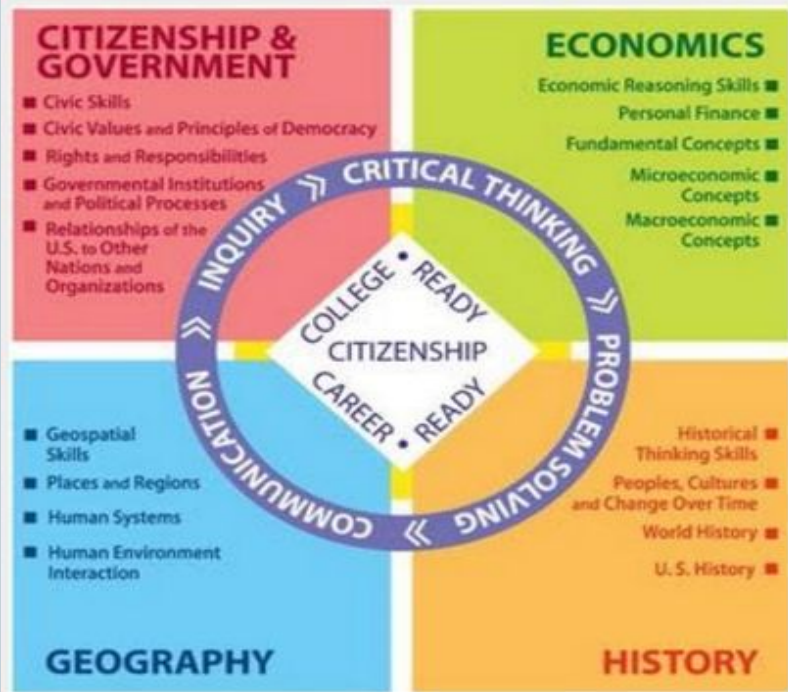 CITIZENSHIP &
GOVERNMENT
Civic Skills
Civic Values and Principles of Democracy
Rights and Responsibilities
Governmental Institutions
and Political Processes
Relationships of the
U.S. to Other
Nations and
Organizations
ECONOMICS
Economic Reasoning Skills
Personal Finance
Fundamental Concepts
Microeconomic
Concepts
Macroeconomic
Concepts
INQUIRY » CRITICAL THINKING » PROBLEM SOLVING » COMMUNICATION »
COLLEGE • READY
CITIZENSHIP
CAREER • READY
Geospatial
Skills
Places and Regions
Human Systems
Human Environment
Interaction
GEOGRAPHY
Historical
Thinking Skills
Peoples, Cultures
and Change Over Time
World History
U. S. History
HISTORY